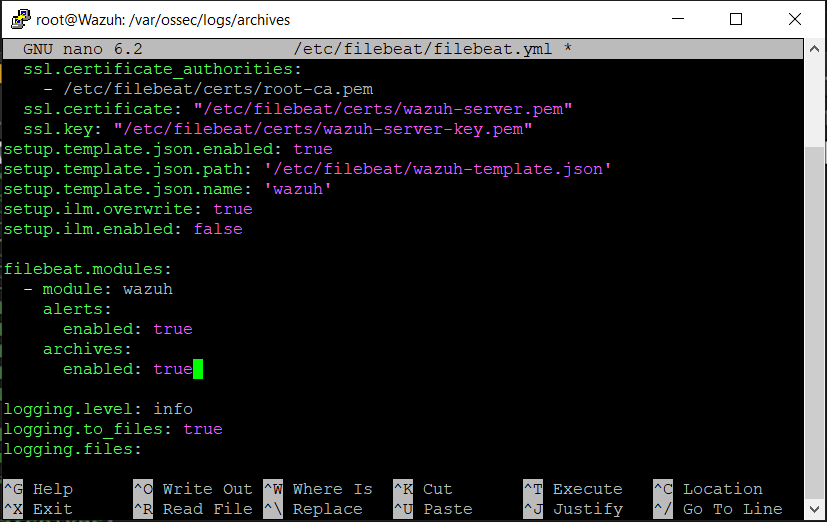 root@Wazuh: /var/ossec/logs/archives
GNU nano 6.2 /etc/filebeat/filebeat.yml *
ssl.certificate_authorities:
- /etc/filebeat/certs/root-ca.pem
ssl.certificate: "/etc/filebeat/certs/wazuh-server.pem"
ssl.key: "/etc/filebeat/certs/wazuh-server-key.pem"
setup.template.json.enabled: true
setup.template.json.path: '/etc/filebeat/wazuh-template.json'
setup.template.json.name: 'wazuh'
setup.ilm.overwrite: true
setup.ilm.enabled: false
filebeat.modules:
- module: wazuh
alerts:
enabled: true
archives:
enabled: true
logging.level: info
logging.to_files: true
logging.files:
^G Help ^O Write Out ^W Where Is ^K Cut ^T Execute ^C Location
^X Exit ^R Read File ^\ Replace ^U Paste ^J Justify ^/ Go To Line